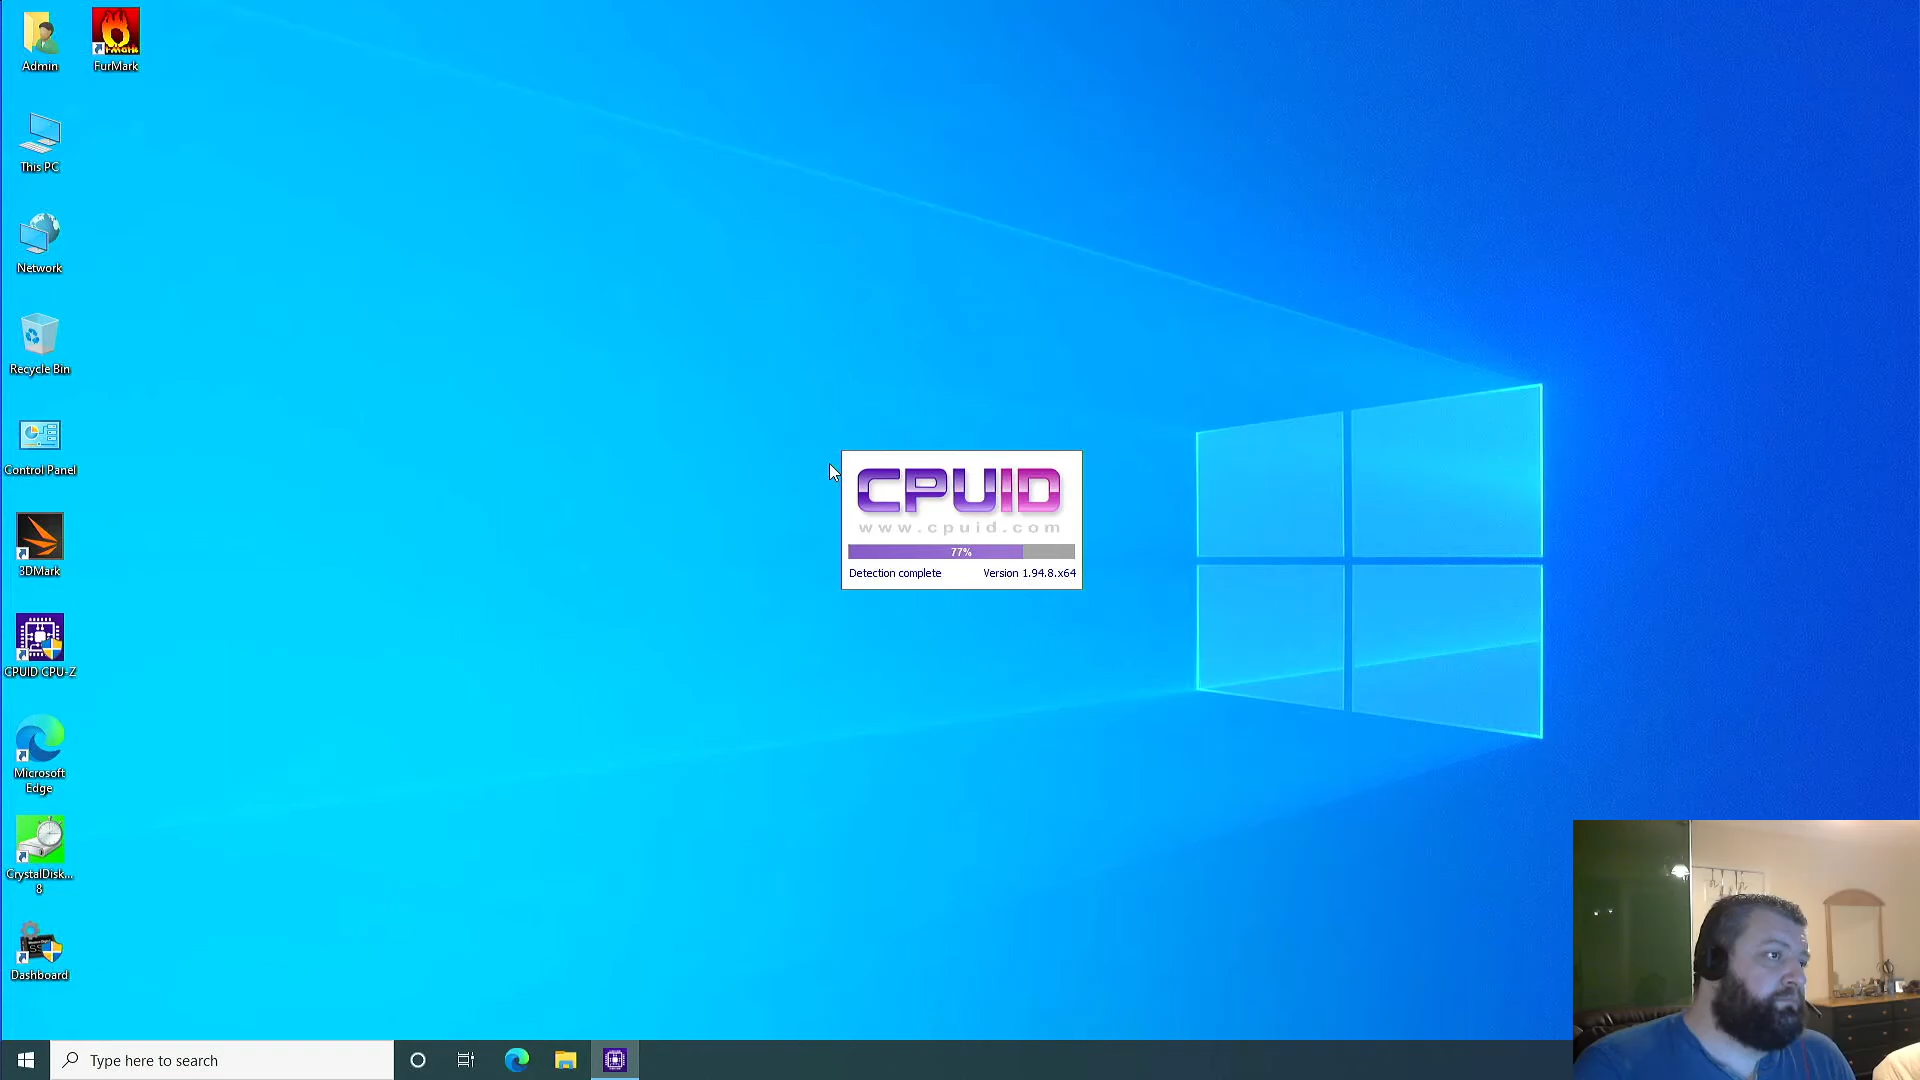 Admin
FurMark
This PC
Network
Recycle Bin
Control Panel
3DMark
CPUID CPU-Z
Microsoft
Edge
CrystalDisk...
8
Dashboard
CPUID
www.cpuid.com
77%
Detection complete
Version 1.94.8.x64
Type here to search